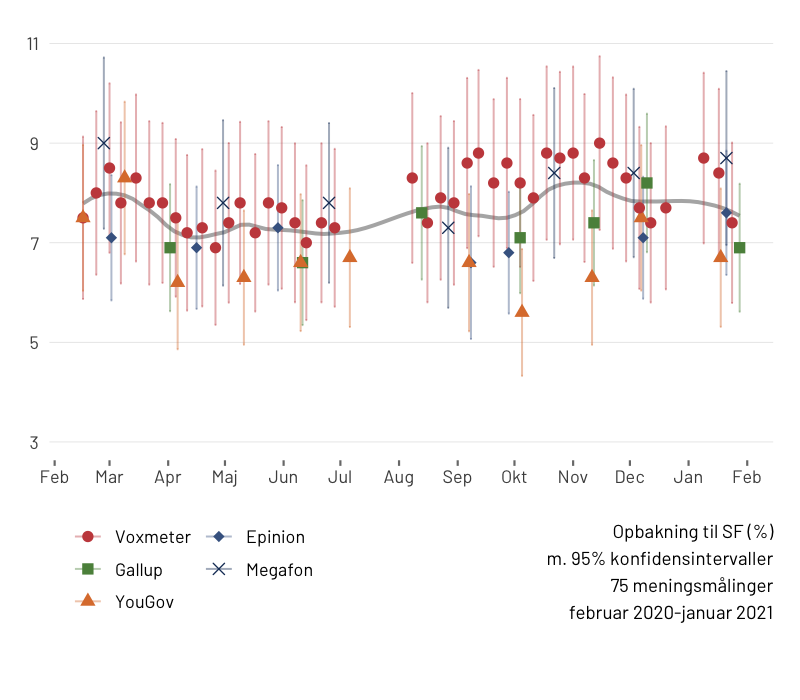 11
9
7
5
3
Feb Mar Apr Maj Jun Jul Aug Sep Okt Nov Dec Jan Feb
Voxmeter Epinion
Gallup Megafon
YouGov
Opbakning til SF (%)
m. 95% konfidensintervaller
75 meningsmålinger
februar 2020-januar 2021